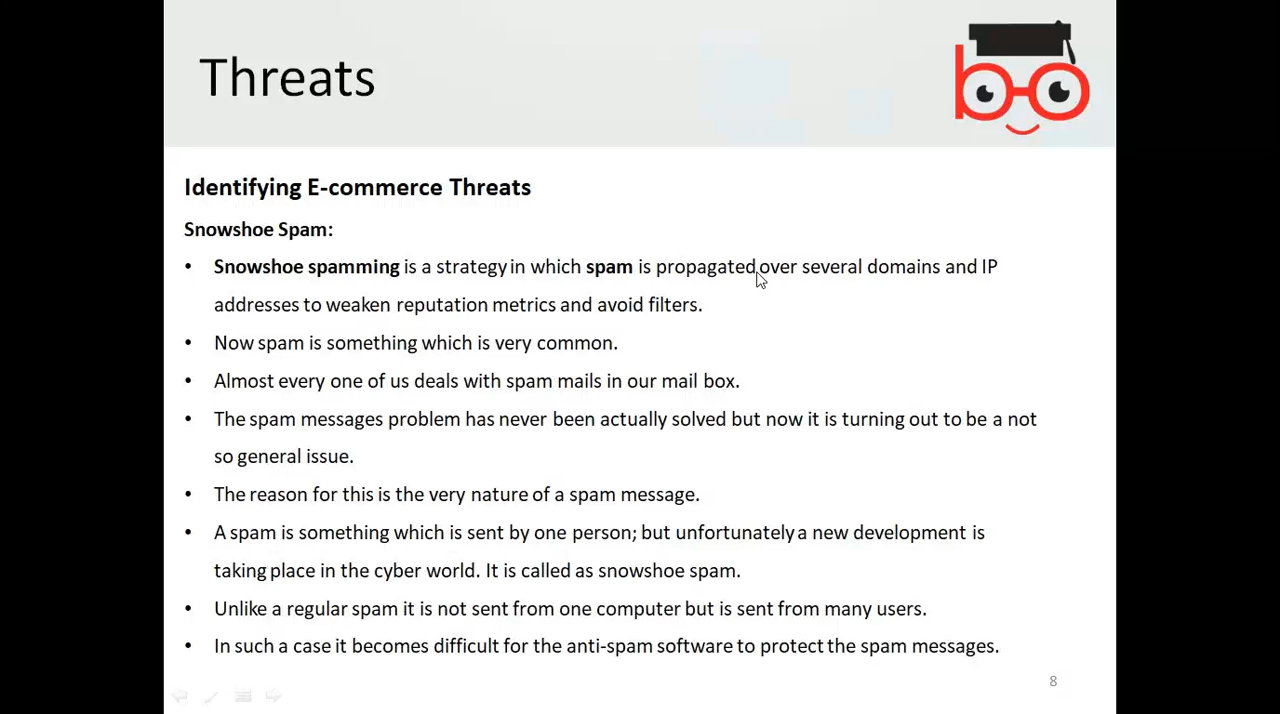 Threats
Identifying E-commerce Threats
Snowshoe Spam:
• Snowshoe spamming is a strategy in which spam is propagated over several domains and IP
addresses to weaken reputation metrics and avoid filters.
• Now spam is something which is very common.
• Almost every one of us deals with spam mails in our mail box.
• The spam messages problem has never been actually solved but now it is turning out to be a not
so general issue.
• The reason for this is the very nature of a spam message.
• A spam is something which is sent by one person; but unfortunately a new development is
taking place in the cyber world. It is called as snowshoe spam.
• Unlike a regular spam it is not sent from one computer but is sent from many users.
• In such a case it becomes difficult for the anti-spam software to protect the spam messages.
8